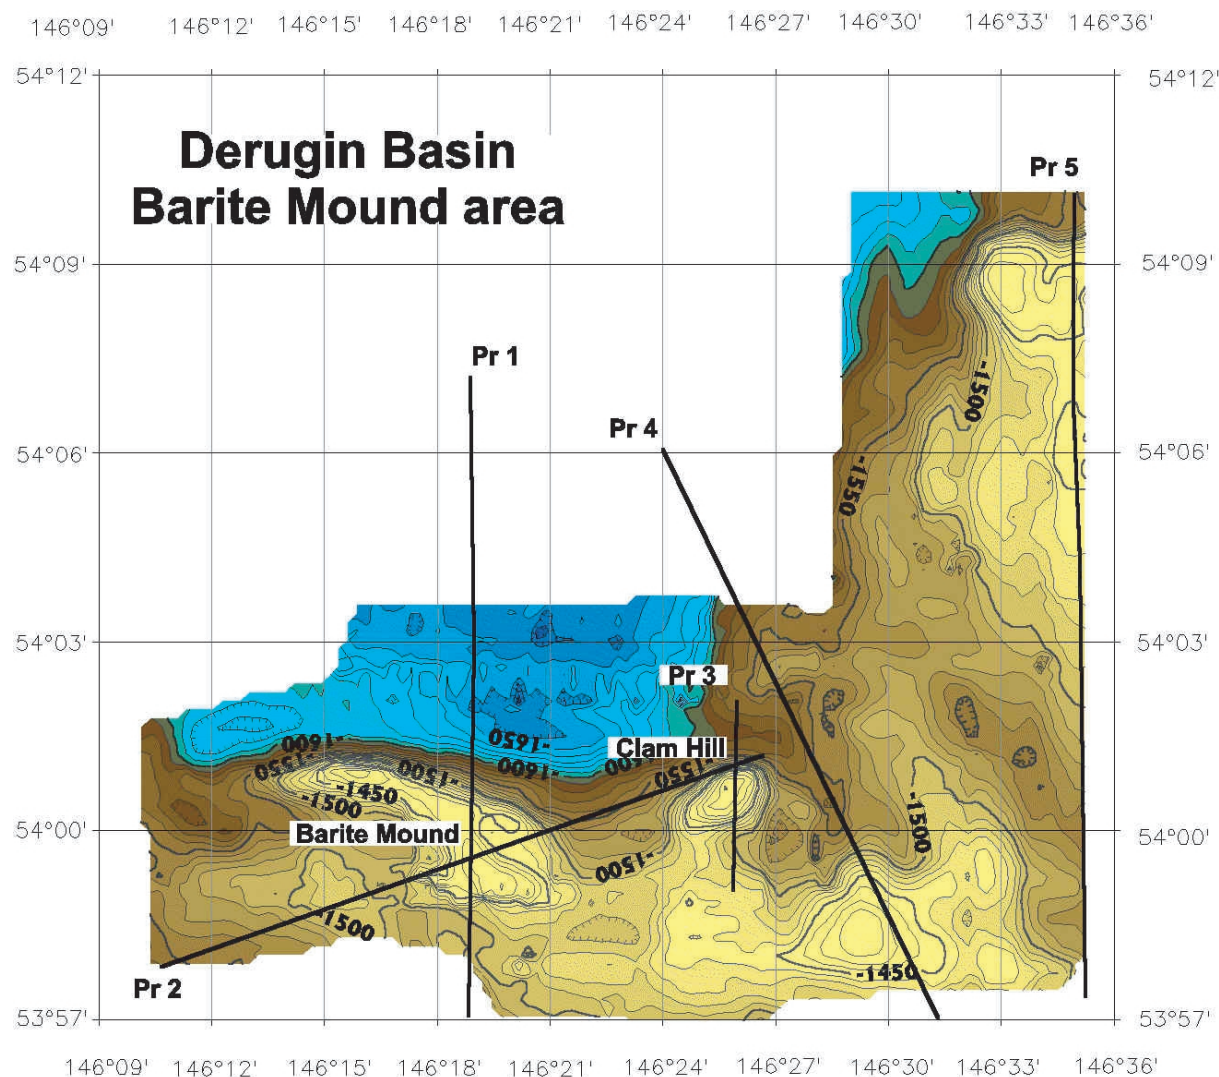 146°09' 146°12' 146°15' 146°18' 146°21' 146°24' 146°27' 146°30' 146°33' 146°36'
54°12' 54°12'
Derugin Basin
Barite Mound area
Pr 5
54°09' 54°09'
Pr 1
-1500
Pr 4
54°06' 54°06'
-1550
54°03' 54°03'
Pr 3
-1600 -1650 Clam Hill
-1550 -1500 -1600 -1600 -1550
-1450
-1500 -1500
Barite Mound 54°00' 54°00'
-1500
-1500
-1450
Pr 2
53°57' 53°57'
146°09' 146°12' 146°15' 146°18' 146°21' 146°24' 146°27' 146°30' 146°33' 146°36'